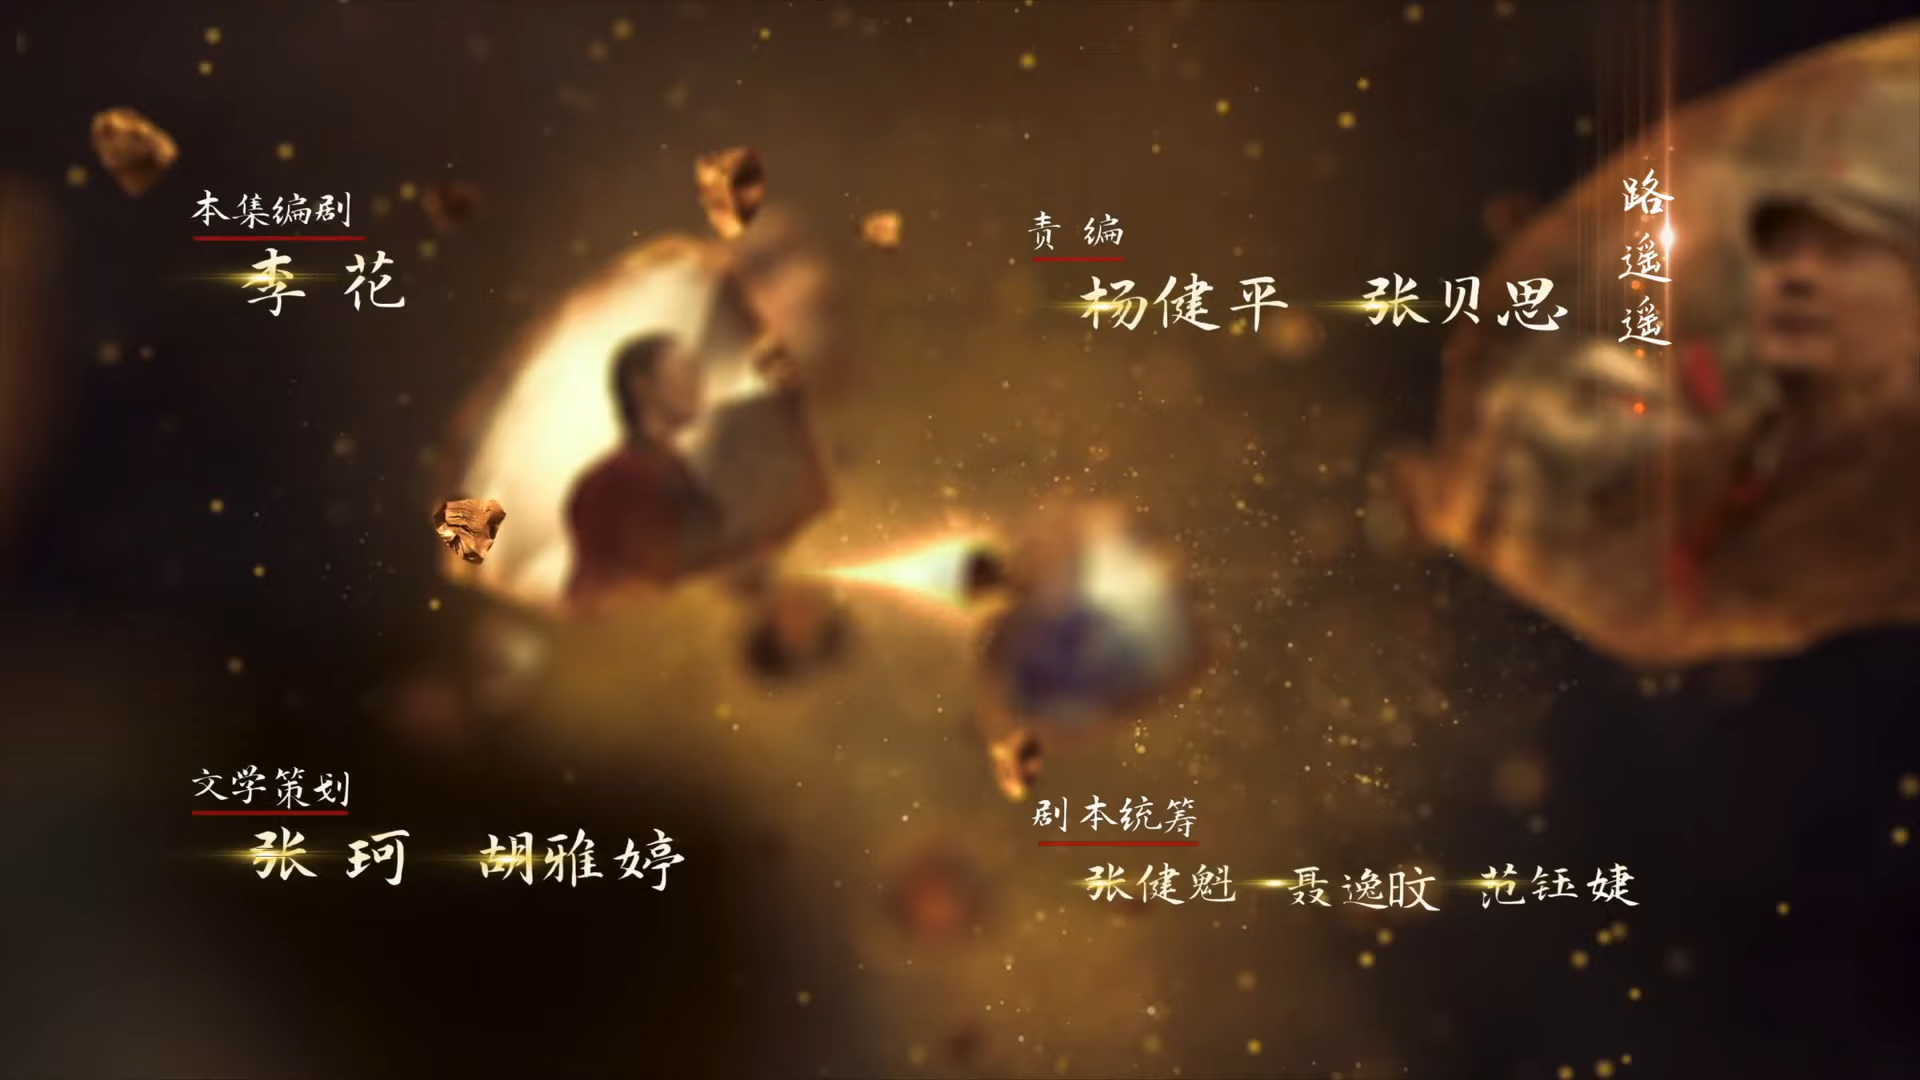 本集编剧
李 花
责 编
杨健平 张贝思
路遥遥
文学策划
张 珂 胡雅婷
剧本统筹
张健魁 聂逸旼 范钰婕